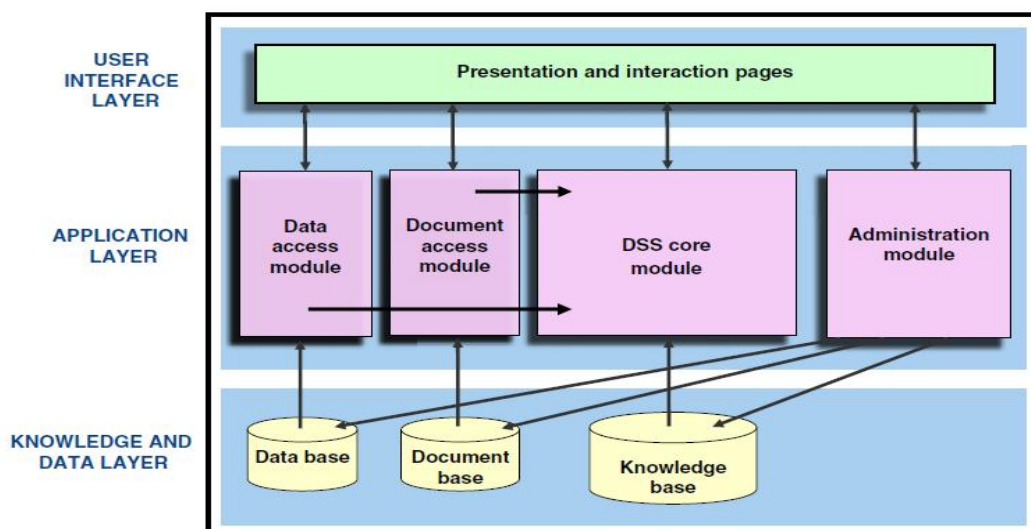 USER
INTERFACE
LAYER
Presentation and interaction pages
APPLICATION
LAYER
Data
access
module
Document
access
module
DSS core
module
Administration
module
KNOWLEDGE AND
DATA LAYER
Data base
Document
base
Knowledge
base